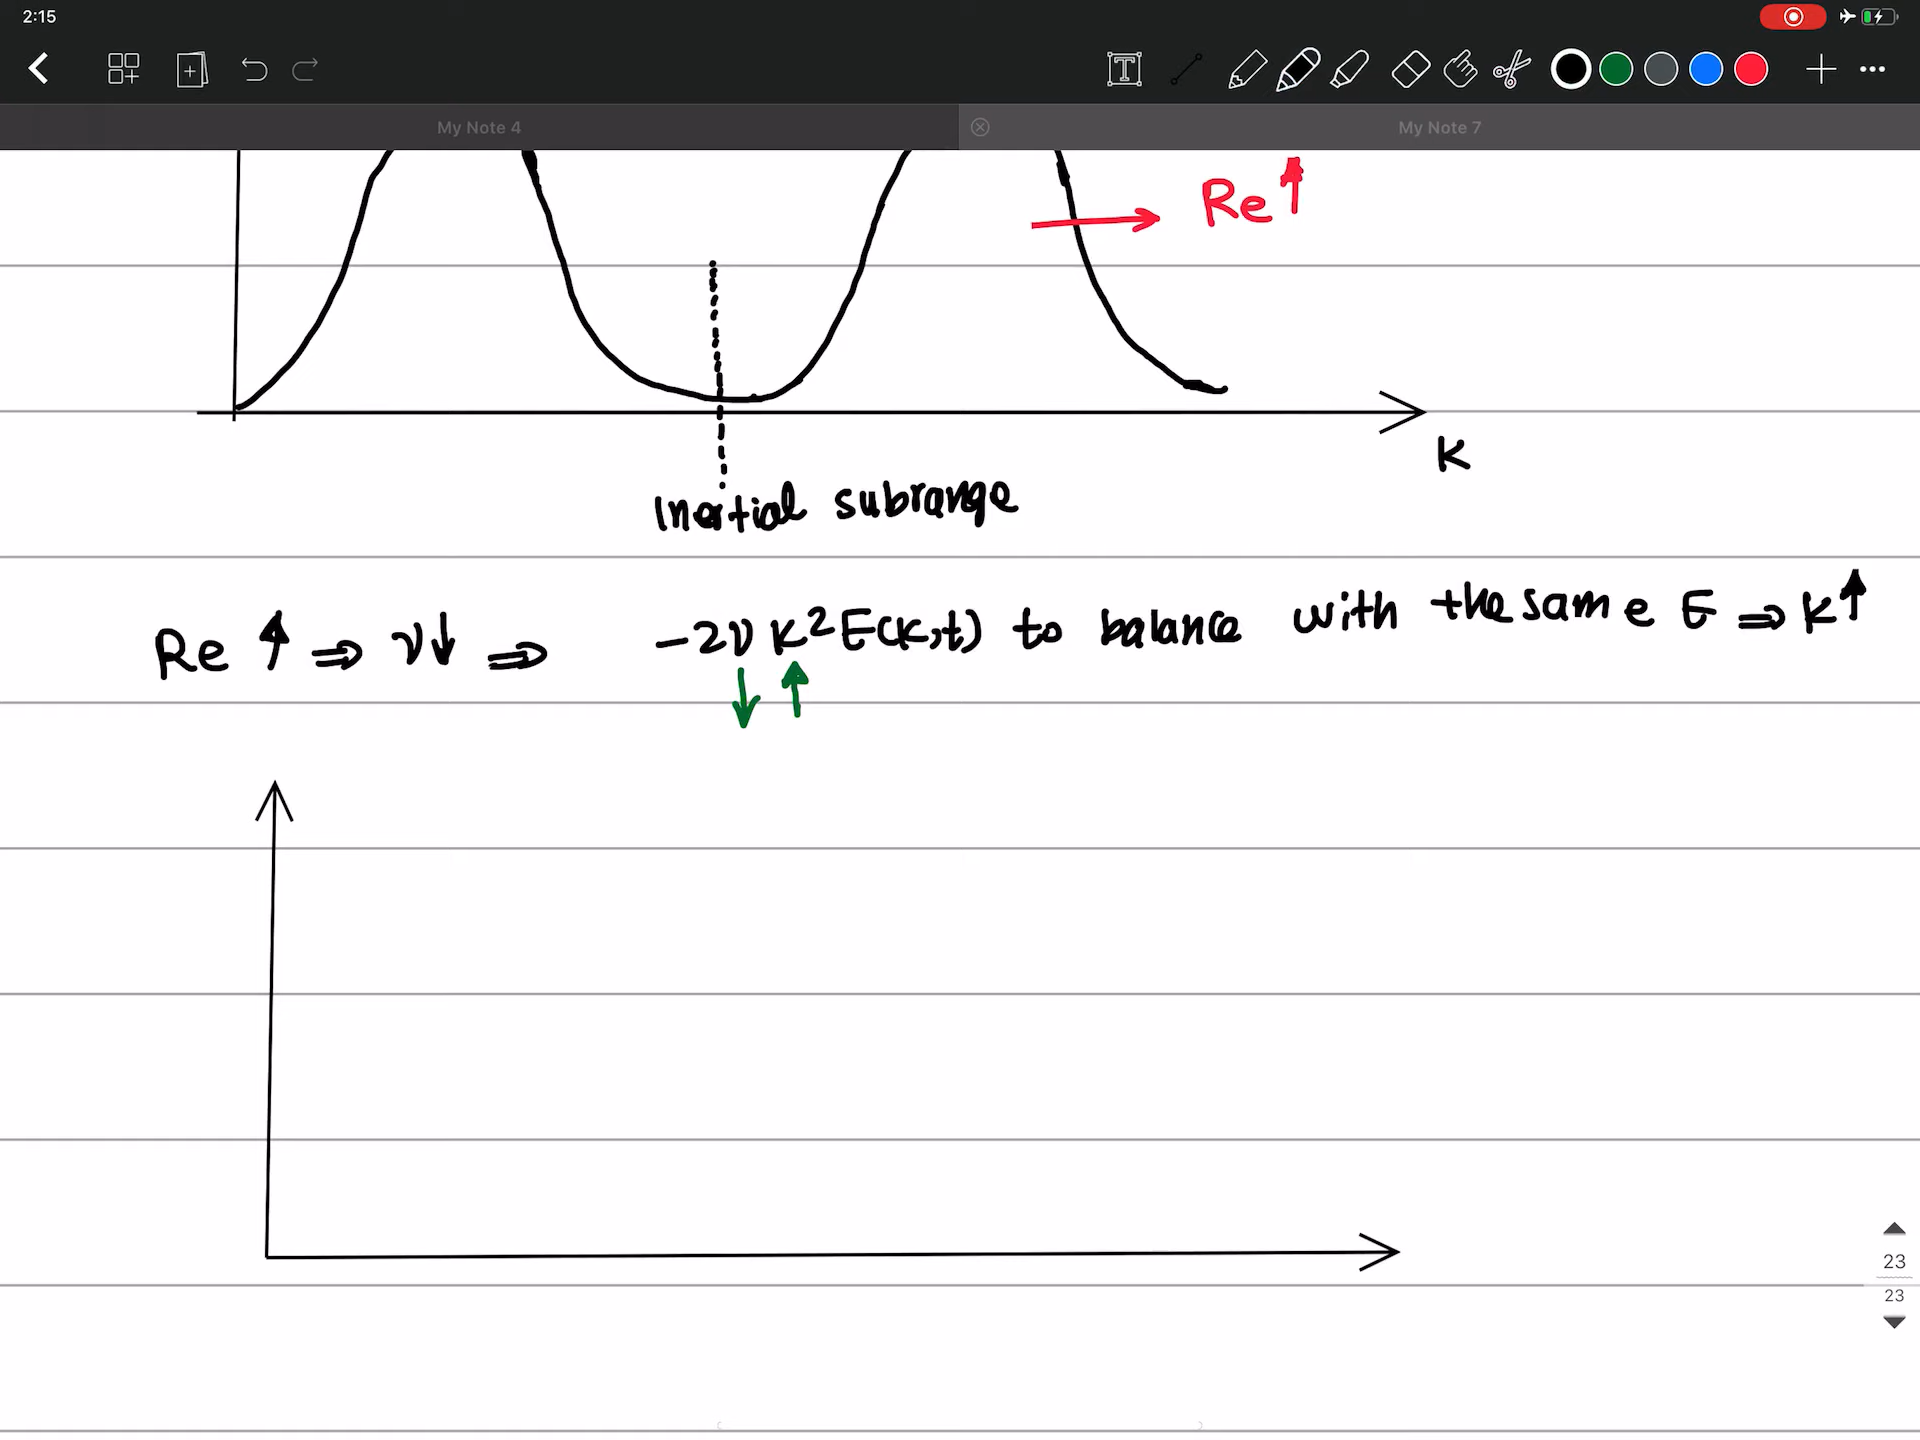 2:15
T
My Note 4
My Note 7
Re ↑
K
Inertial subrange
Re ↑ ⇒ ν↓ ⇒ -2ν K² E(K,t) to balance with the same E ⇒ K↑
23
23